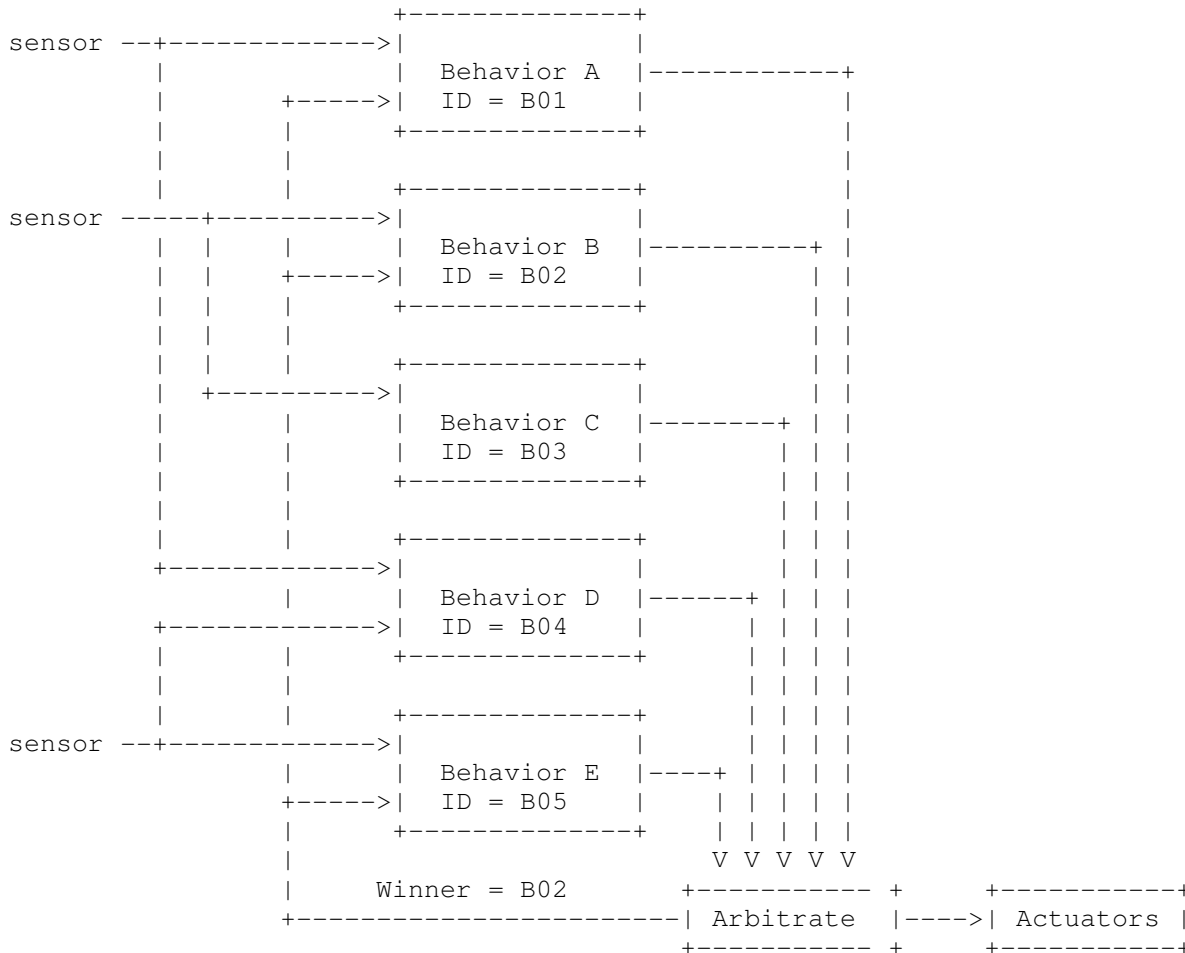 sensor
Behavior A
ID = B01
sensor
Behavior B
ID = B02
Behavior C
ID = B03
Behavior D
ID = B04
sensor
Behavior E
ID = B05
V V V V V
Winner = B02
Arbitrate
Actuators